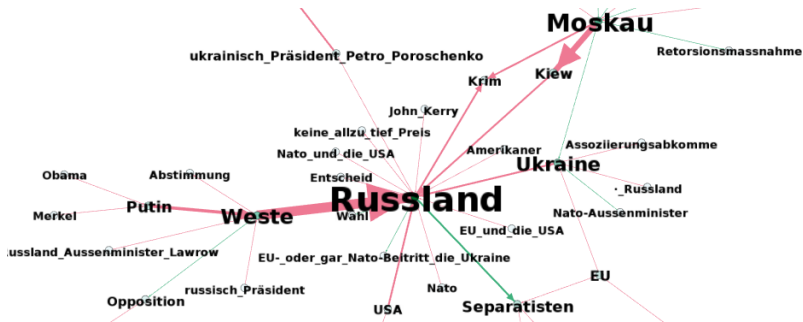 Moskau
Retorsionsmassnahme
ukrainisch_Präsident_Petro_Poroschenko
Kiew
Krim
John_Kerry
keine_allzu_tief_Preis
Nato_und_die_USA
Amerikaner
Assoziierungsabkomme
Ukraine
Obama
Abstimmung
Entscheid
Russland
·_Russland
Merkel
Putin
Weste
Wahl
Nato-Aussenminister
EU_und_die_USA
ussland_Aussenminister_Lawrow
EU-_oder_gar_Nato-Beitritt_die_Ukraine
EU
russisch_Präsident
Nato
Opposition
USA
Separatisten